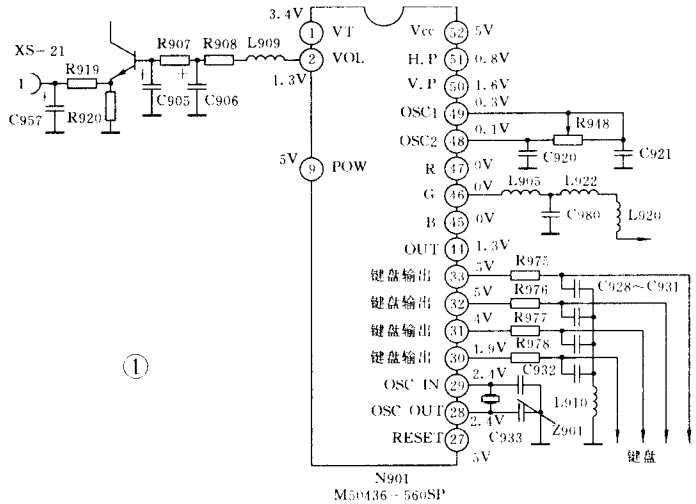 3.4V
1 VT
Vcc 52 5V
XS-21
R907 R908 L909
2 VOL
H.P 51 0.8V
1.3V
V.P 50 1.6V
1 R919
C905 C906
0.3V
OSC1 49
R948
C957 R920
0.1V
OSC2 48
C920 C921
5V
9 POW
R 47 0V
L905 L922
G 46 0V
C980 L920
B 45 0V
OUT 44 1.3V
键盘输出 33 5V R975
C928~C931
键盘输出 32 5V R976
键盘输出 31 4V R977
键盘输出 30 1.9V R978
①
2.4V C932
OSC IN 29
L910
OSC OUT 28
2.4V C933 Z901
RESET 27
键盘
5V
N901
M50436-560SP